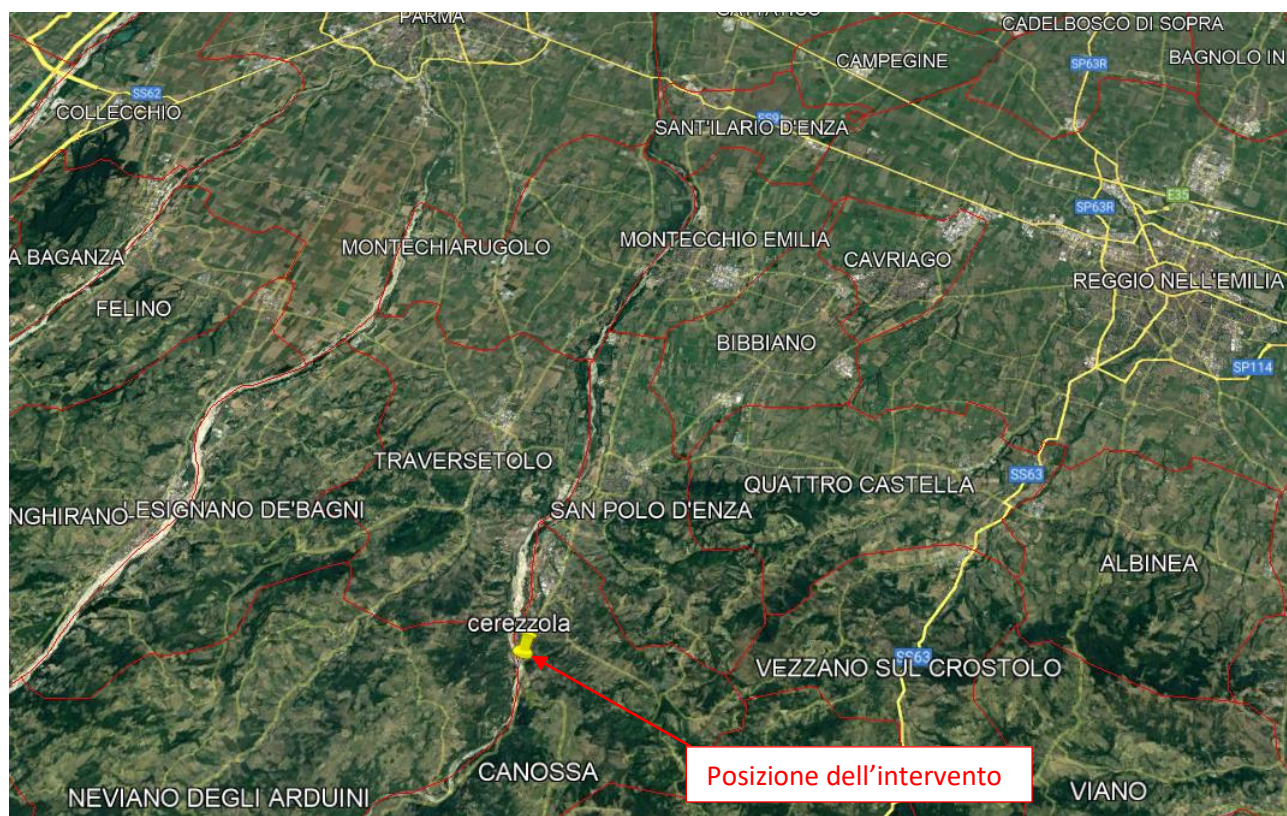 PARMA
CADELBOSCO DI SOPRA
CAMPEGINE
SP63R
BAGNOLO IN
SS62
COLLECCHIO
SS9
SANT'ILARIO D'ENZA
E35
SP63R
A BAGANZA
MONTECHIARUGOLO
MONTECCHIO EMILIA
CAVRIAGO
REGGIO NELL'EMILIA
FELINO
BIBBIANO
SP114
TRAVERSETOLO
SS63
QUATTRO CASTELLA
NGHIRANO
LESIGNANO DE'BAGNI
SAN POLO D'ENZA
ALBINEA
cerezzola
SS63
VEZZANO SUL CROSTOLO
CANOSSA
Posizione dell'intervento
NEVIANO DEGLI ARDUINI
VIANO